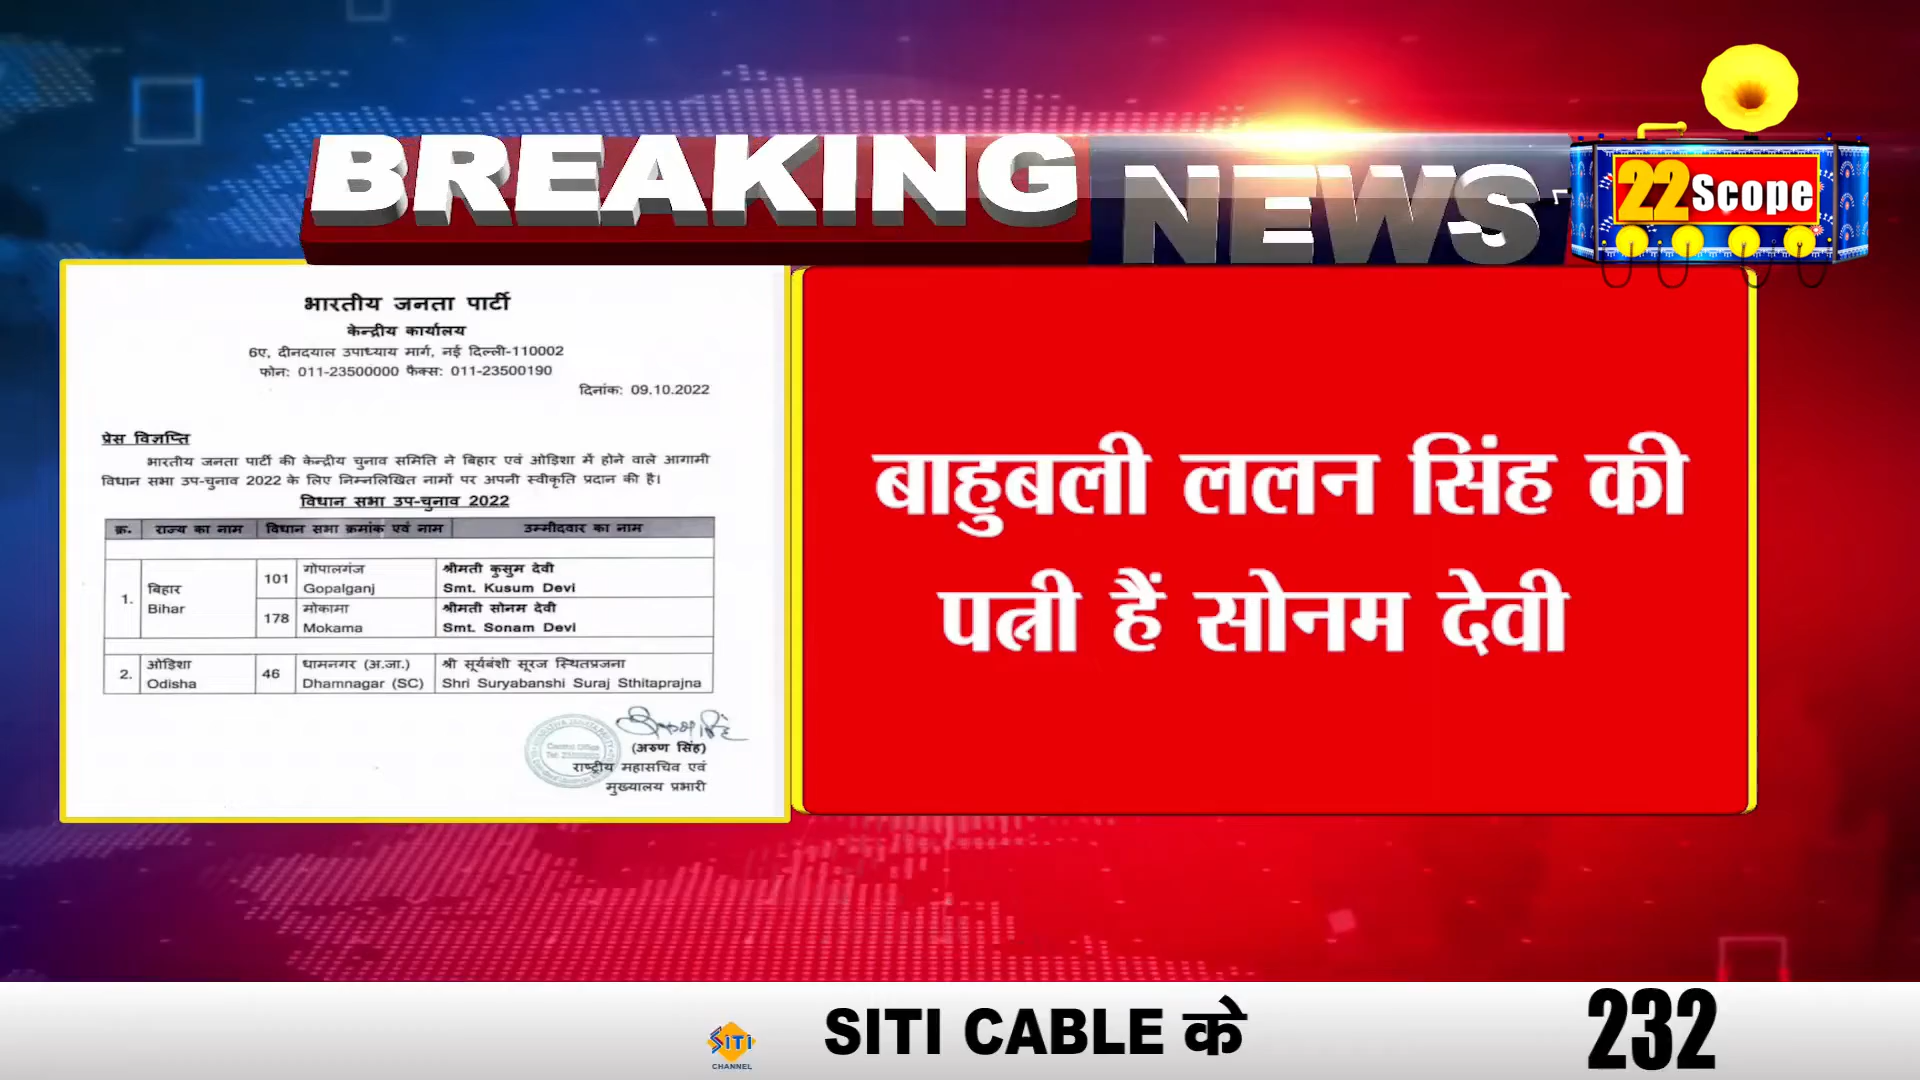 BREAKING NEWS
22Scope
भारतीय जनता पार्टी
केन्द्रीय कार्यालय
6ए, दीनदयाल उपाध्याय मार्ग, नई दिल्ली-110002
फोन: 011-23500000 फैक्स: 011-23500190
दिनांक: 09.10.2022
प्रेस विज्ञप्ति
भारतीय जनता पार्टी की केन्द्रीय चुनाव समिति ने बिहार एवं ओड़िशा में होने वाले आगामी
विधान सभा उप-चुनाव 2022 के लिए निम्नलिखित नामों पर अपनी स्वीकृति प्रदान की है।
विधान सभा उप-चुनाव 2022
क्र. राज्य का नाम विधान सभा क्रमांक एवं नाम उम्मीदवार का नाम
1. बिहार Bihar 101 गोपालगंज Gopalganj श्रीमती कुसुम देवी Smt. Kusum Devi
178 मोकामा Mokama श्रीमती सोनम देवी Smt. Sonam Devi
2. ओड़िशा Odisha 46 धामनगर (अ.जा.) Dhamnagar (SC) श्री सूर्यबंशी सूरज स्थितप्रजना Shri Suryabanshi Suraj Sthitaprajna
(अरुण सिंह)
राष्ट्रीय महासचिव एवं
मुख्यालय प्रभारी
बाहुबली ललन सिंह की
पत्नी हैं सोनम देवी
SITI CHANNEL
SITI CABLE के
232